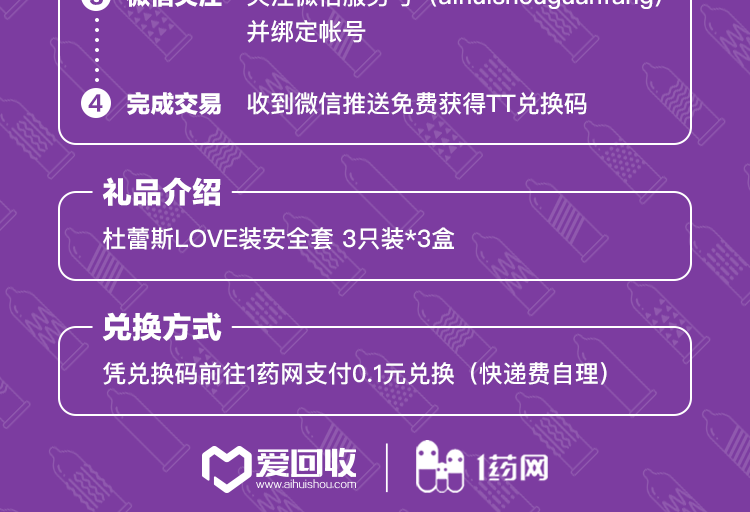 3 微信关注 关注微信服务号（aihuishouguanfang）
并绑定帐号
4 完成交易 收到微信推送免费获得TT兑换码
礼品介绍
杜蕾斯LOVE装安全套 3只装*3盒
兑换方式
凭兑换码前往1药网支付0.1元兑换（快递费自理）
爱回收 1药网
www.aihuishou.com